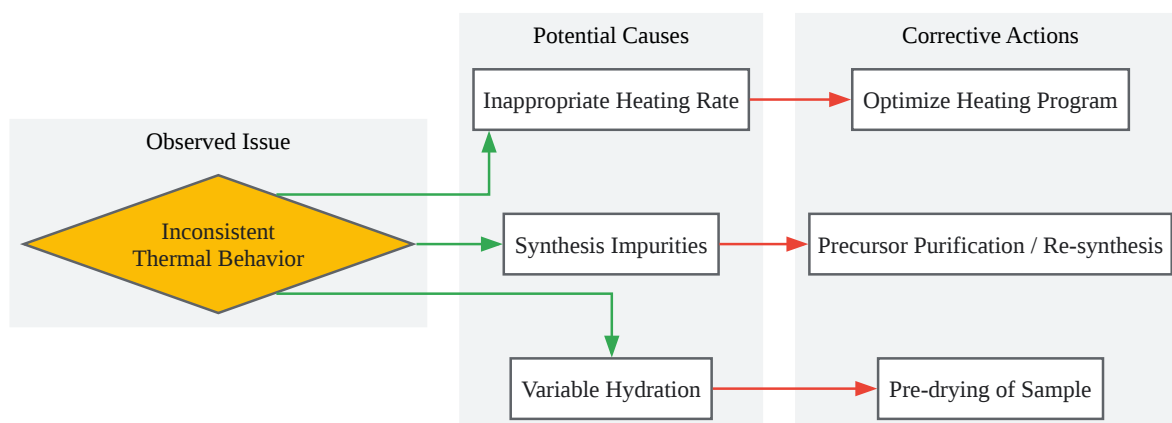 Potential Causes
Corrective Actions
Inappropriate Heating Rate
Optimize Heating Program
Observed Issue
Inconsistent
Thermal Behavior
Synthesis Impurities
Precursor Purification / Re-synthesis
Variable Hydration
Pre-drying of Sample